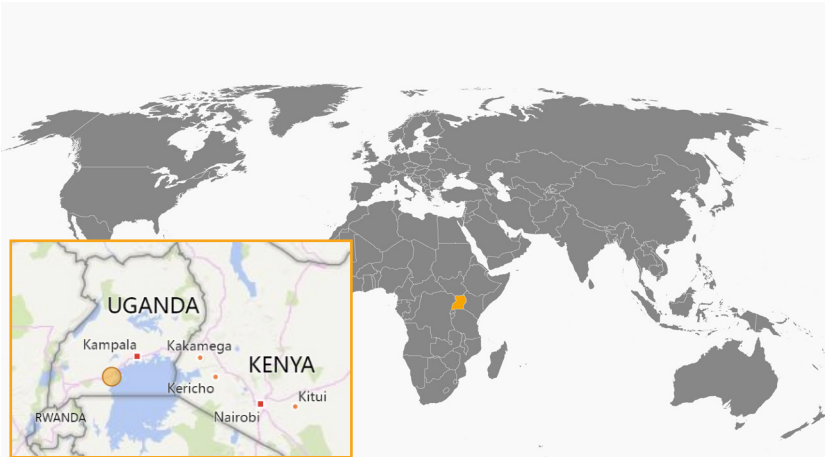 UGANDA
Kampala
Kakamega
KENYA
Kericho
Kitui
RWANDA
Nairobi